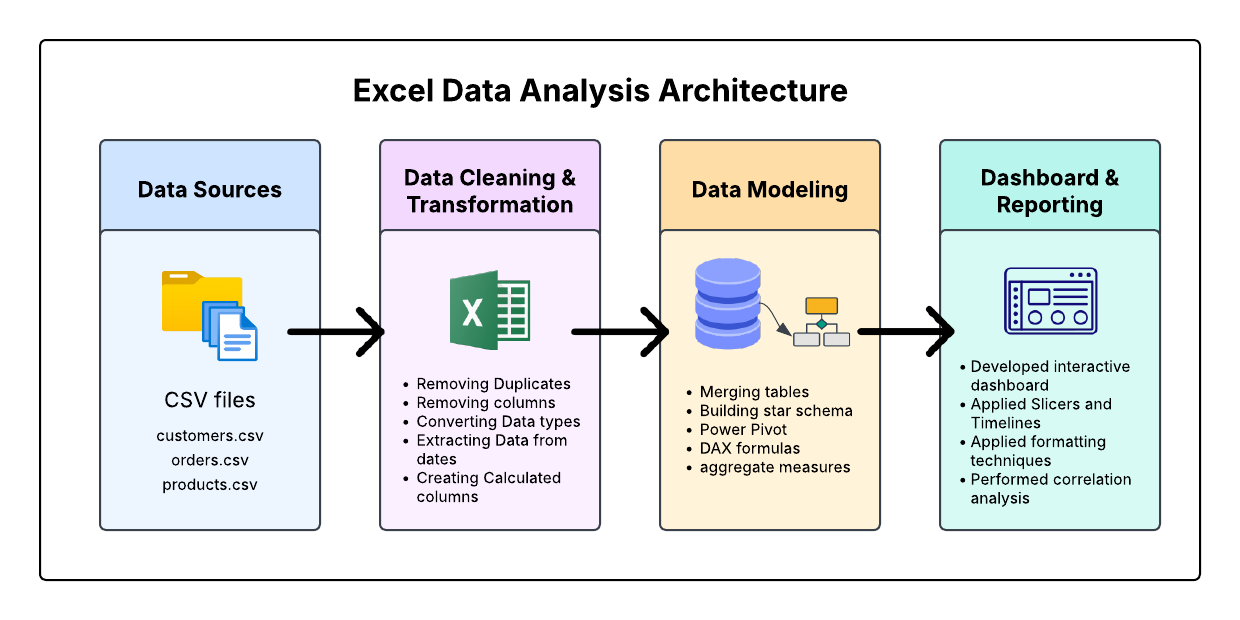 Excel Data Analysis Architecture
Data Sources
CSV files
customers.csv
orders.csv
products.csv
Data Cleaning &
Transformation
X
• Removing Duplicates
• Removing columns
• Converting Data types
• Extracting Data from
dates
• Creating Calculated
columns
Data Modeling
• Merging tables
• Building star schema
• Power Pivot
• DAX formulas
• aggregate measures
Dashboard &
Reporting
• Developed interactive
dashboard
• Applied Slicers and
Timelines
• Applied formatting
techniques
• Performed correlation
analysis